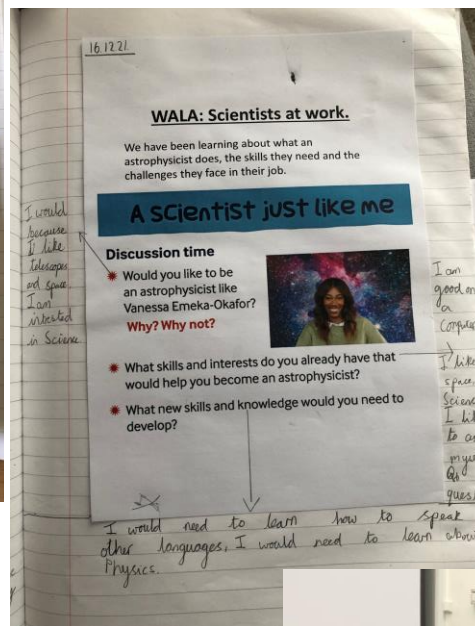 16.12.21.
WALA: Scientists at work.
We have been learning about what an
astrophysicist does, the skills they need and the
challenges they face in their job.
A Scientist just like me
Discussion time
Would you like to be
an astrophysicist like
Vanessa Emeka-Okafor?
Why? Why not?
What skills and interests do you already have that
would help you become an astrophysicist?
What new skills and knowledge would you need to
develop?
I would
because
I like
telescopes
and space.
I am
in Science
I am
good on
a
I like
space
Science
I
to
I would need to learn how to speak
other languages, I would need to learn
Physics.